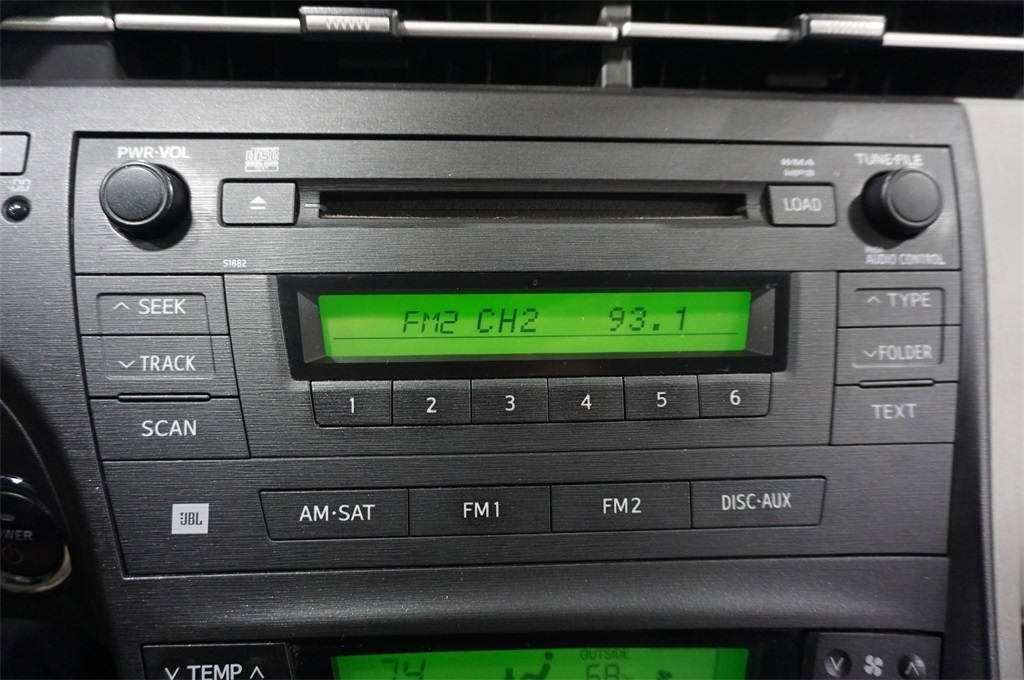 PWR·VOL
disc
WMA
MP3
TUNE·FILE
LOAD
AUDIO CONTROL
51882
SEEK
TYPE
FM2 CH2 93.1
TRACK
FOLDER
1 2 3 4 5 6
SCAN
TEXT
JBL
AM·SAT FM1 FM2 DISC·AUX
TEMP
74
OUTSIDE
68